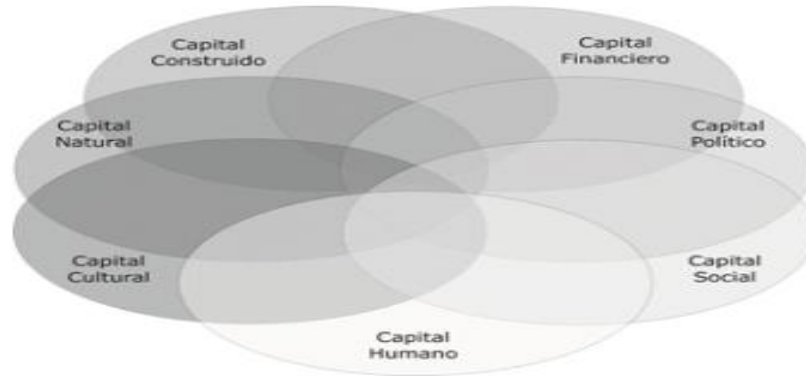 Capital
Construido
Capital
Financiero
Capital
Natural
Capital
Político
Capital
Cultural
Capital
Social
Capital
Humano